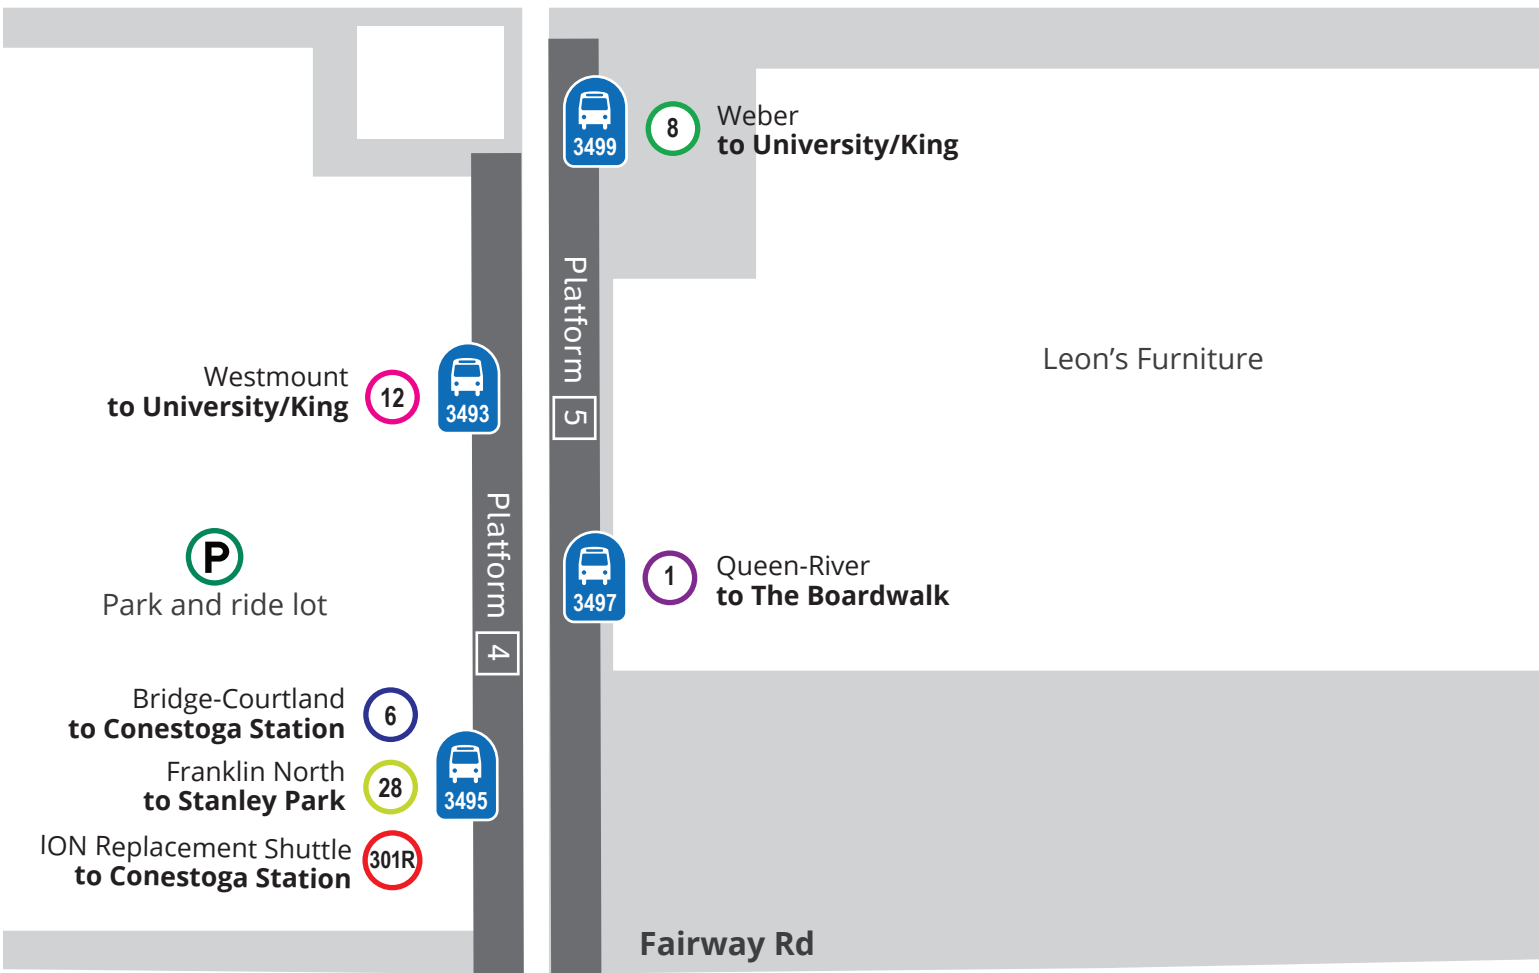 3499
8
Weber
to University/King
Platform
5
Leon's Furniture
Westmount
to University/King
12
3493
Platform
4
P
Park and ride lot
3497
1
Queen-River
to The Boardwalk
Bridge-Courtland
to Conestoga Station
6
Franklin North
to Stanley Park
28
3495
ION Replacement Shuttle
to Conestoga Station
301R
Fairway Rd